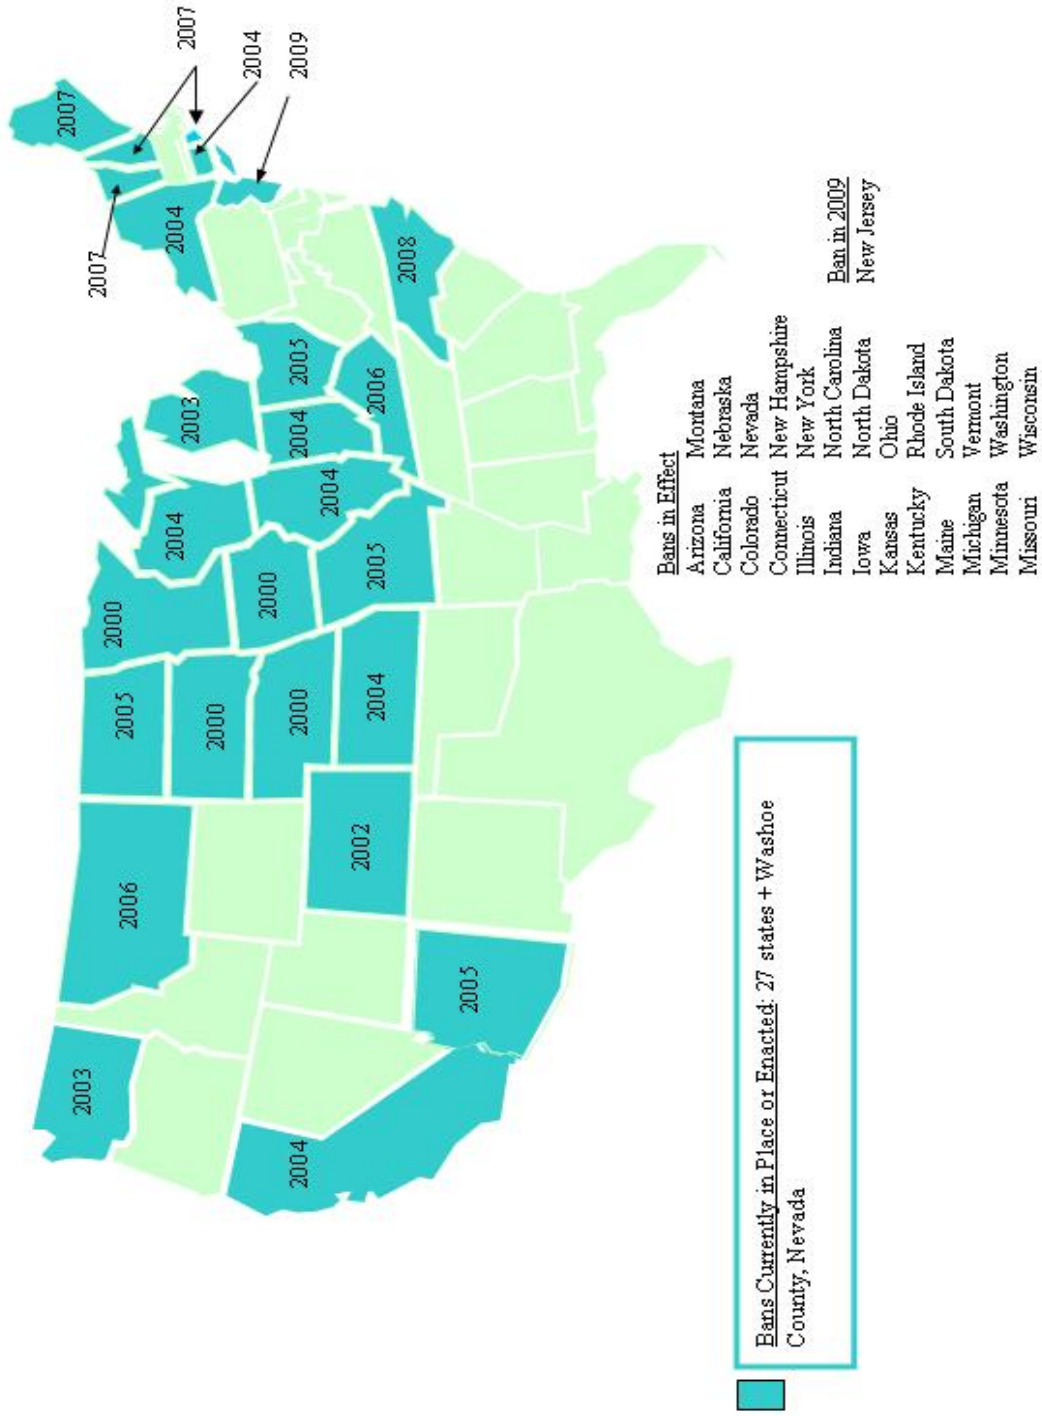 2003
2007
2007
2006
2005
2000
2004
2004
2003
2007
2000
2004
2000
2004
2000
2004
2005
2009
2004
2002
2004
2005
2006
2008
2005
Bans in Effect
Arizona Montana
California Nebraska
Colorado Nevada
Connecticut New Hampshire
Illinois New York
Indiana North Carolina
Iowa North Dakota
Kansas Ohio
Kentucky Rhode Island
Maine South Dakota
Michigan Vermont
Minnesota Washington
Missouri Wisconsin
Ban in 2009
New Jersey
Bans Currently in Place or Enacted: 27 states + Washoe
County, Nevada